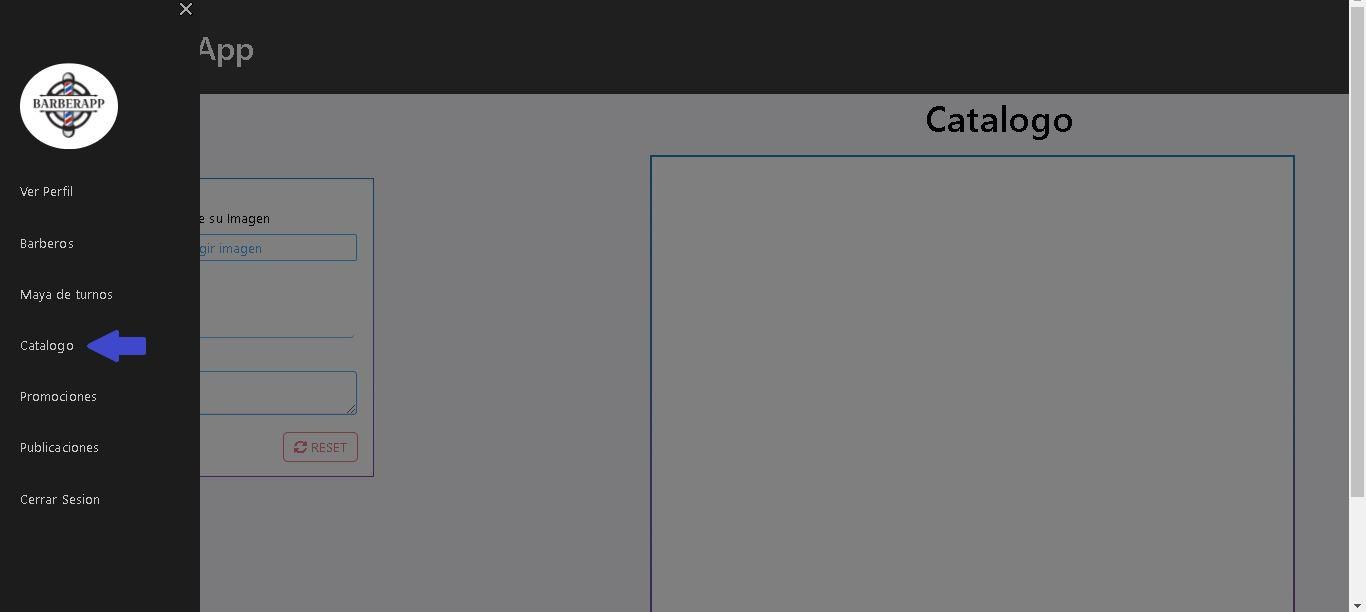 App
BARBERAPP
Catalogo
Ver Perfil
e su Imagen
Barberos
gir imagen
Maya de turnos
Catalogo
Promociones
Publicaciones
RESET
Cerrar Sesion